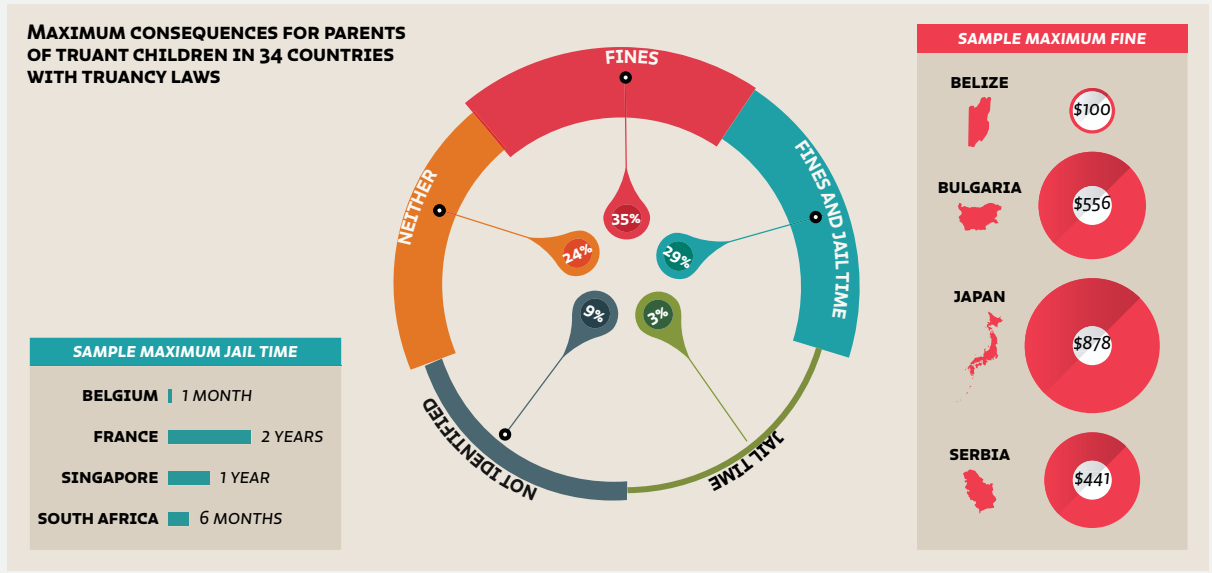 MAXIMUM CONSEQUENCES FOR PARENTS
OF TRUANT CHILDREN IN 34 COUNTRIES
WITH TRUANCY LAWS
FINES
35%
FINES AND JAIL TIME
29%
JAIL TIME
3%
NOT IDENTIFIED
9%
NEITHER
24%
SAMPLE MAXIMUM JAIL TIME
BELGIUM 1 MONTH
FRANCE 2 YEARS
SINGAPORE 1 YEAR
SOUTH AFRICA 6 MONTHS
SAMPLE MAXIMUM FINE
BELIZE
$100
BULGARIA
$556
JAPAN
$878
SERBIA
$441